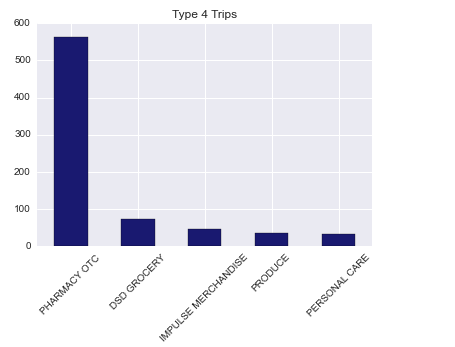 Type 4 Trips
600
500
400
300
200
100
0
PHARMACY OTC
DSD GROCERY
IMPULSE MERCHANDISE
PRODUCE
PERSONAL CARE